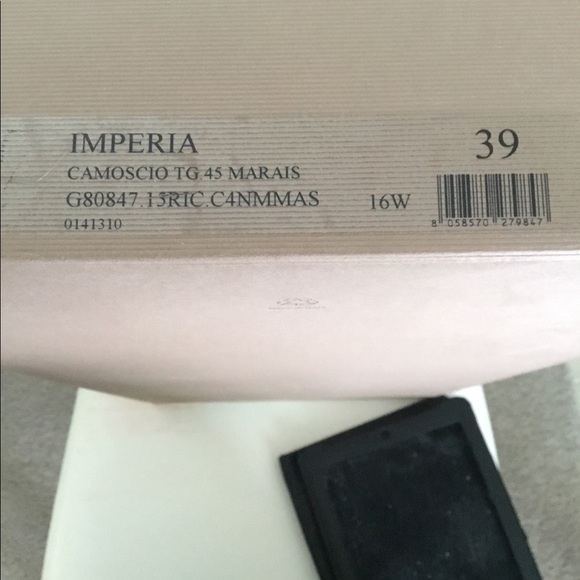 IMPERIA
39
CAMOSCIO TG 45 MARAIS
G80847.15RIC.C4NMMAS
16W
8 058570 279847
0141310